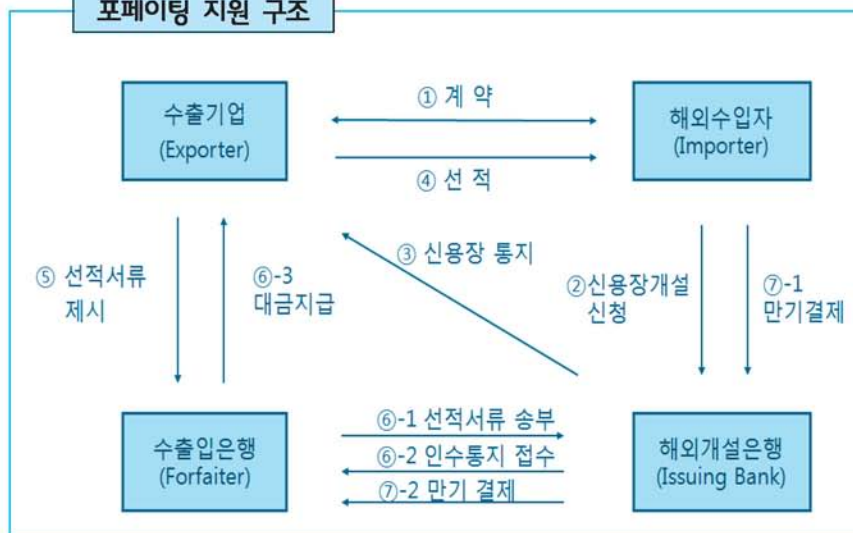 포페이팅 지원 구조
수출기업
(Exporter)
① 계 약
해외수입자
(Importer)
④ 선 적
⑤ 선적서류
제시
⑥-3
대금지급
③ 신용장 통지
②신용장개설
신청
⑦-1
만기결제
수출입은행
(Forfaiter)
⑥-1 선적서류 송부
⑥-2 인수통지 접수
⑦-2 만기 결제
해외개설은행
(Issuing Bank)